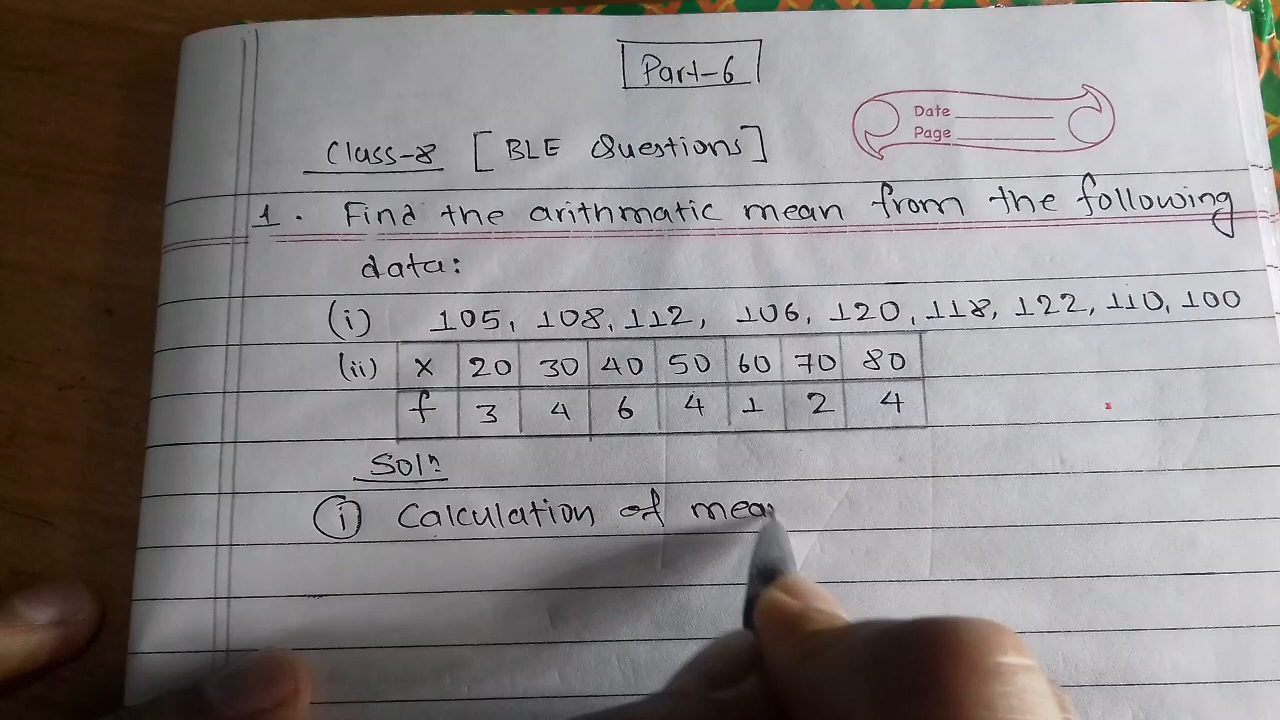 Part-6
Date
Page
Class-8 [BLE Questions]
1. Find the arithmatic mean from the following
data:
(i) 105, 108, 112, 106, 120, 118, 122, 110, 100
(ii) x 20 30 40 50 60 70 80
f 3 4 6 4 1 2 4
Solⁿ
(i) Calculation of mean